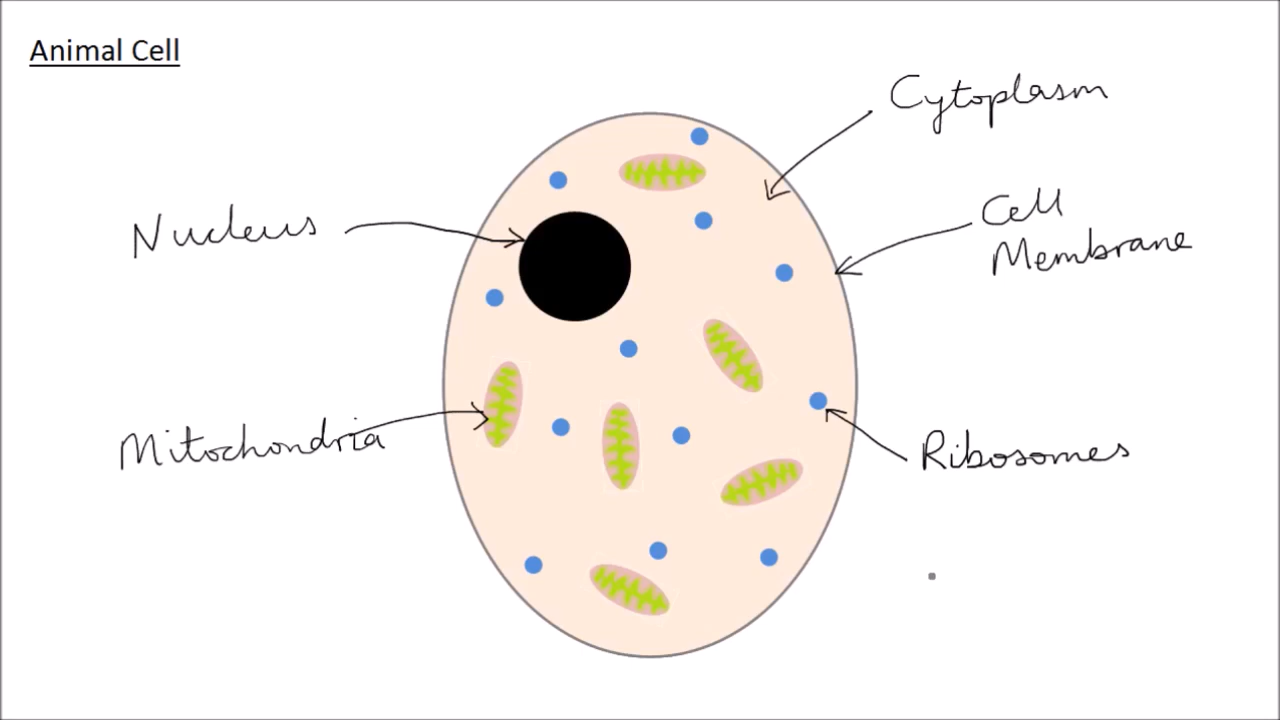 Animal Cell
Cytoplasm
Nucleus
Cell
Membrane
Mitochondria
Ribosomes